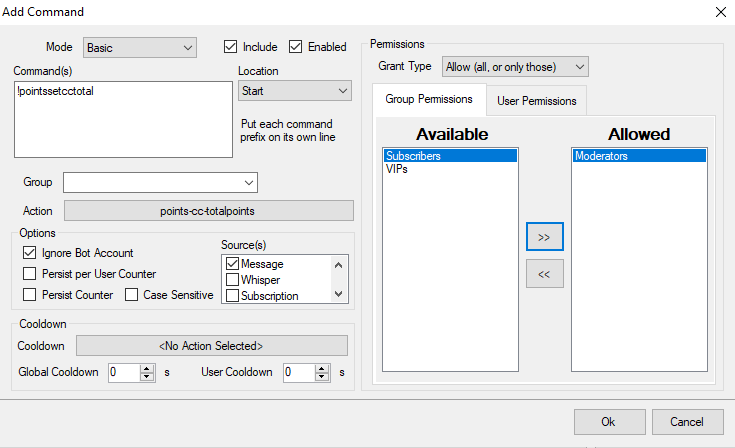 Add Command
Mode Basic Include Enabled
Command(s) Location
!pointssetcctotal
Start
Put each command
prefix on its own line
Group
Action points-cc-totalpoints
Options
Ignore Bot Account
Persist per User Counter
Persist Counter Case Sensitive
Source(s)
Message
Whisper
Subscription
Cooldown
Cooldown <No Action Selected>
Global Cooldown 0 s User Cooldown 0 s
Permissions
Grant Type Allow (all, or only those)
Group Permissions User Permissions
Available Allowed
Subscribers
VIPs
>>
<<
Moderators
Ok Cancel